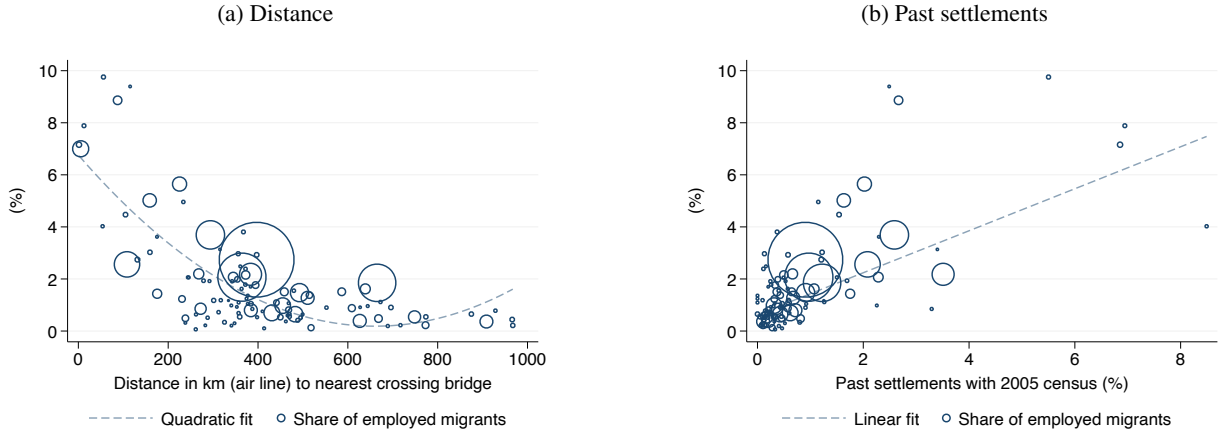 (a) Distance
10
8
6
4
2
0
(%)
0 200 400 600 800 1000
Distance in km (air line) to nearest crossing bridge
Quadratic fit Share of employed migrants
(b) Past settlements
10
8
6
4
2
0
(%)
0 2 4 6 8
Past settlements with 2005 census (%)
Linear fit Share of employed migrants